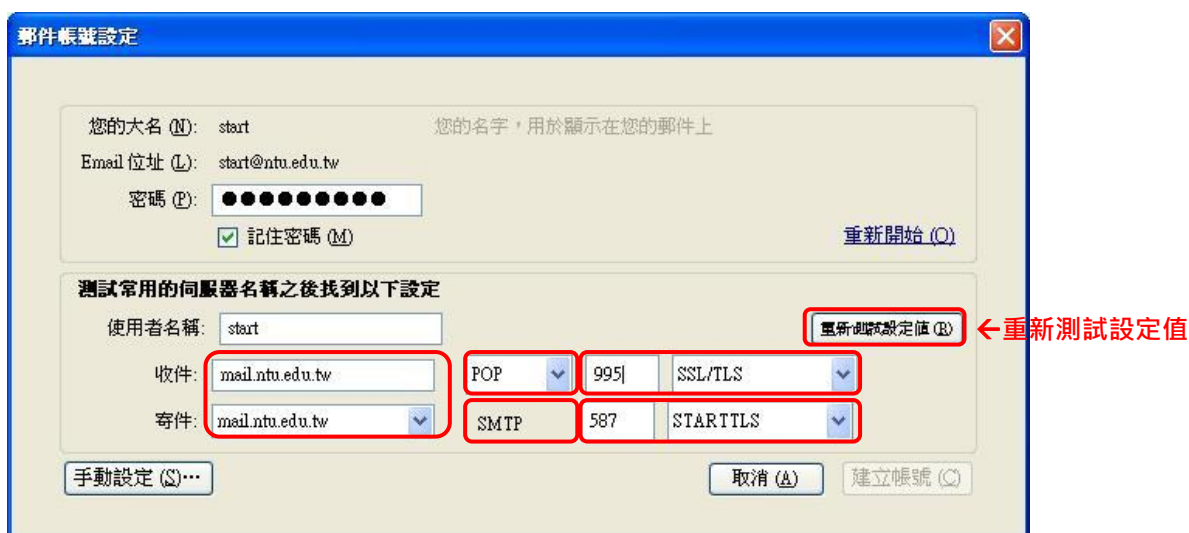 郵件帳號設定
您的大名 (N): start 您的名字，用於顯示在您的郵件上
Email 位址 (L): start@ntu.edu.tw
密碼 (P): ●●●●●●●●●
記住密碼 (M) 重新開始 (O)
測試常用的伺服器名稱之後找到以下設定
使用者名稱: start 重新測試設定值 (R) ←重新測試設定值
收件: mail.ntu.edu.tw POP 995 SSL/TLS
寄件: mail.ntu.edu.tw SMTP 587 STARTTLS
手動設定 (S)… 取消 (A) 建立帳號 (C)